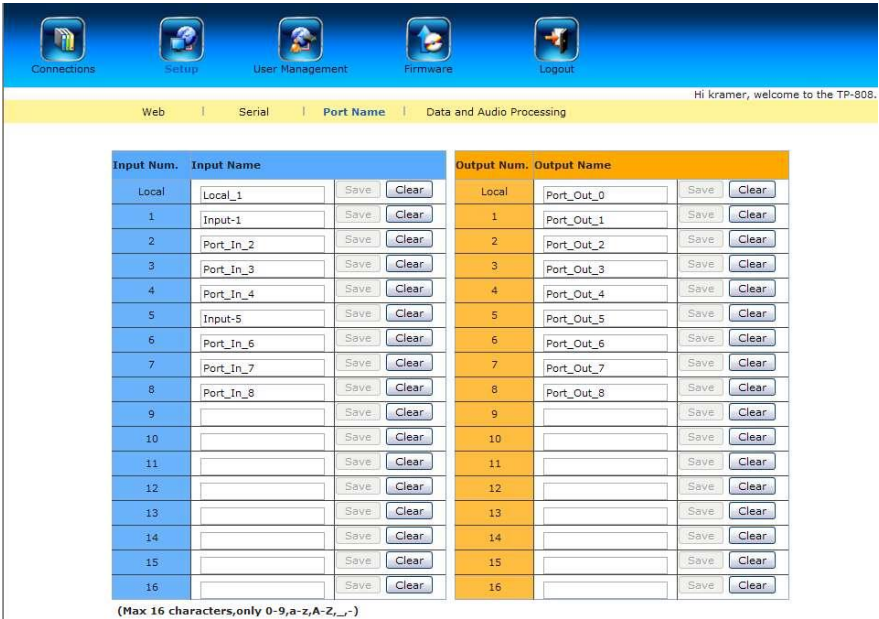 Connections Setup User Management Firmware Logout
Hi kramer, welcome to the TP-808.
Web | Serial | Port Name | Data and Audio Processing
Input Num. Input Name Output Num. Output Name
Local Local_1 Save Clear Local Port_Out_0 Save Clear
1 Input-1 Save Clear 1 Port_Out_1 Save Clear
2 Port_In_2 Save Clear 2 Port_Out_2 Save Clear
3 Port_In_3 Save Clear 3 Port_Out_3 Save Clear
4 Port_In_4 Save Clear 4 Port_Out_4 Save Clear
5 Input-5 Save Clear 5 Port_Out_5 Save Clear
6 Port_In_6 Save Clear 6 Port_Out_6 Save Clear
7 Port_In_7 Save Clear 7 Port_Out_7 Save Clear
8 Port_In_8 Save Clear 8 Port_Out_8 Save Clear
9 Save Clear 9 Save Clear
10 Save Clear 10 Save Clear
11 Save Clear 11 Save Clear
12 Save Clear 12 Save Clear
13 Save Clear 13 Save Clear
14 Save Clear 14 Save Clear
15 Save Clear 15 Save Clear
16 Save Clear 16 Save Clear
(Max 16 characters,only 0-9,a-z,A-Z,_,-)